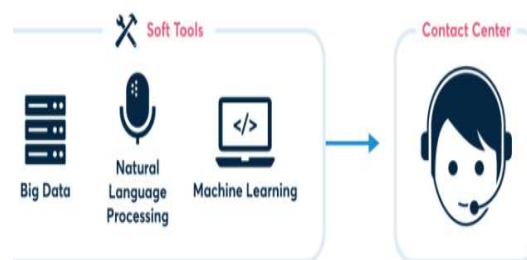 Soft Tools
Contact Center
</>
Big Data
Natural
Language
Processing
Machine Learning